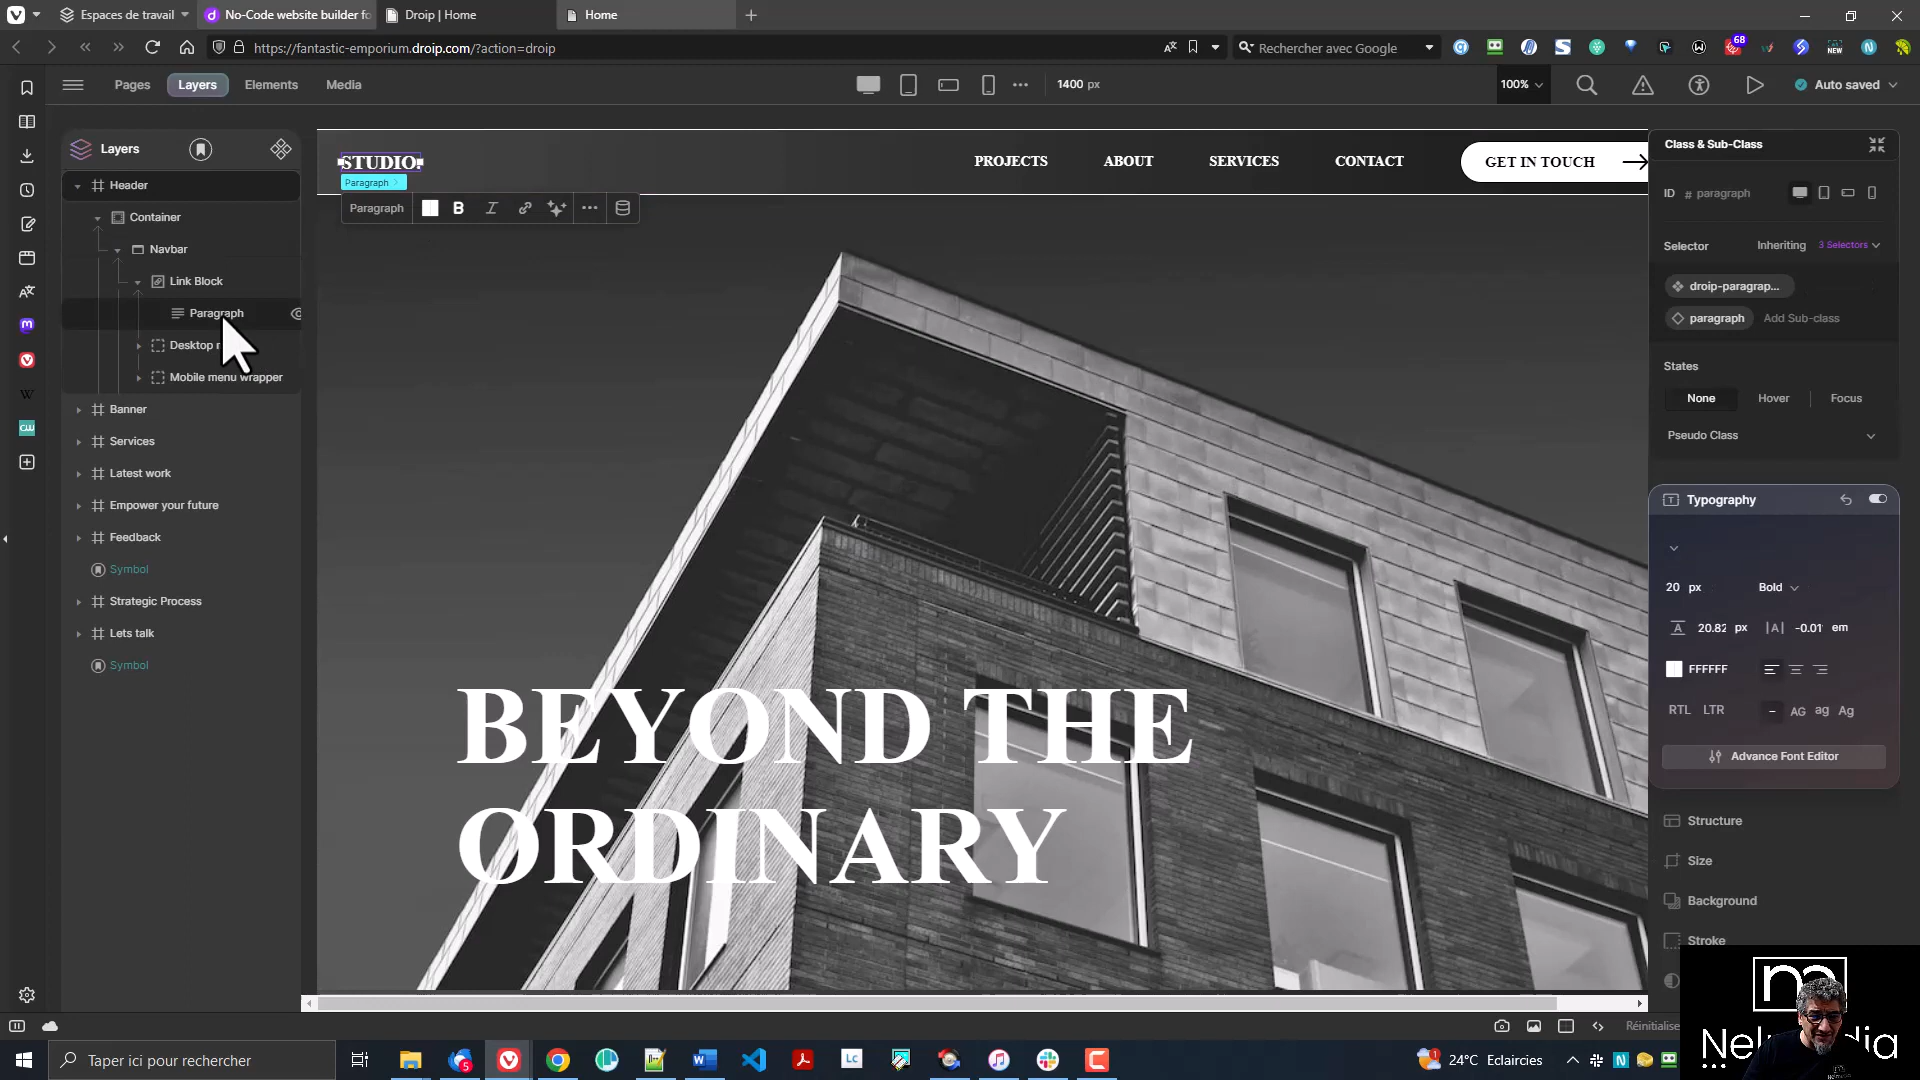 Espaces de travail
No-Code website builder fo
Droip | Home
Home
https://fantastic-emporium.droip.com/?action=droip
Rechercher avec Google
68
NEW
Pages
Layers
Elements
Media
1400 px
100%
Auto saved
Layers
Header
Container
Navbar
Link Block
Paragraph
Desktop
Mobile menu wrapper
Banner
Services
Latest work
Empower your future
Feedback
Symbol
Strategic Process
Lets talk
Symbol
STUDIO.
PROJECTS
ABOUT
SERVICES
CONTACT
GET IN TOUCH
Paragraph
Paragraph
B
I
BEYOND THE
ORDINARY
Class & Sub-Class
ID # paragraph
Selector
Inheriting
3 Selectors
droip-paragrap...
paragraph
Add Sub-class
States
None
Hover
Focus
Pseudo Class
Typography
20 px
Bold
20.82 px
-0.01 em
FFFFFF
RTL LTR
– AG ag Ag
Advance Font Editor
Structure
Size
Background
Stroke
Réinitialise
Taper ici pour rechercher
5
LC
24°C Eclaircies